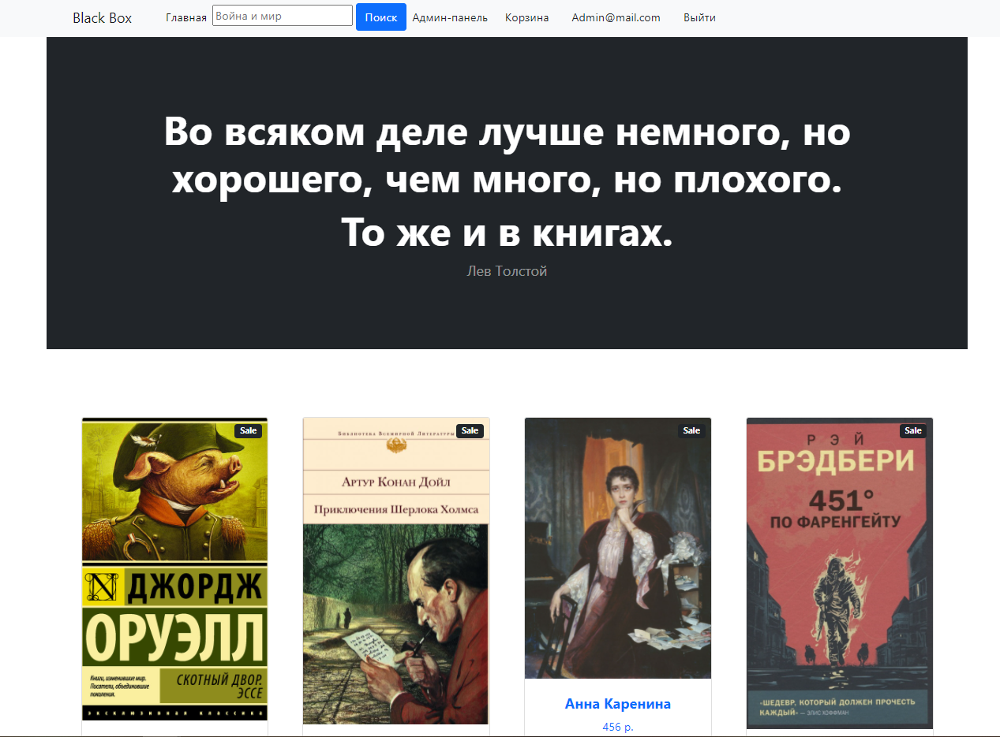 Black Box Главная Война и мир Поиск Админ-панель Корзина Admin@mail.com Выйти
Во всяком деле лучше немного, но
хорошего, чем много, но плохого.
То же и в книгах.
Лев Толстой
Sale
N ДЖОРДЖ
ОРУЭЛЛ
Книги, изменившие мир.
Писатели, объединившие
поколения.
СКОТНЫЙ ДВОР.
ЭССЕ
ЭКСКЛЮЗИВНАЯ КЛАССИКА
Sale
Библиотека Всемирной Литературы
Артур Конан Дойл
Приключения Шерлока Холмса
Sale
Анна Каренина
456 р.
Sale
РЭЙ
БРЭДБЕРИ
451°
ПО ФАРЕНГЕЙТУ
«ШЕДЕВР, КОТОРЫЙ ДОЛЖЕН ПРОЧЕСТЬ
КАЖДЫЙ» — ЭЛИС ХОФФМАН